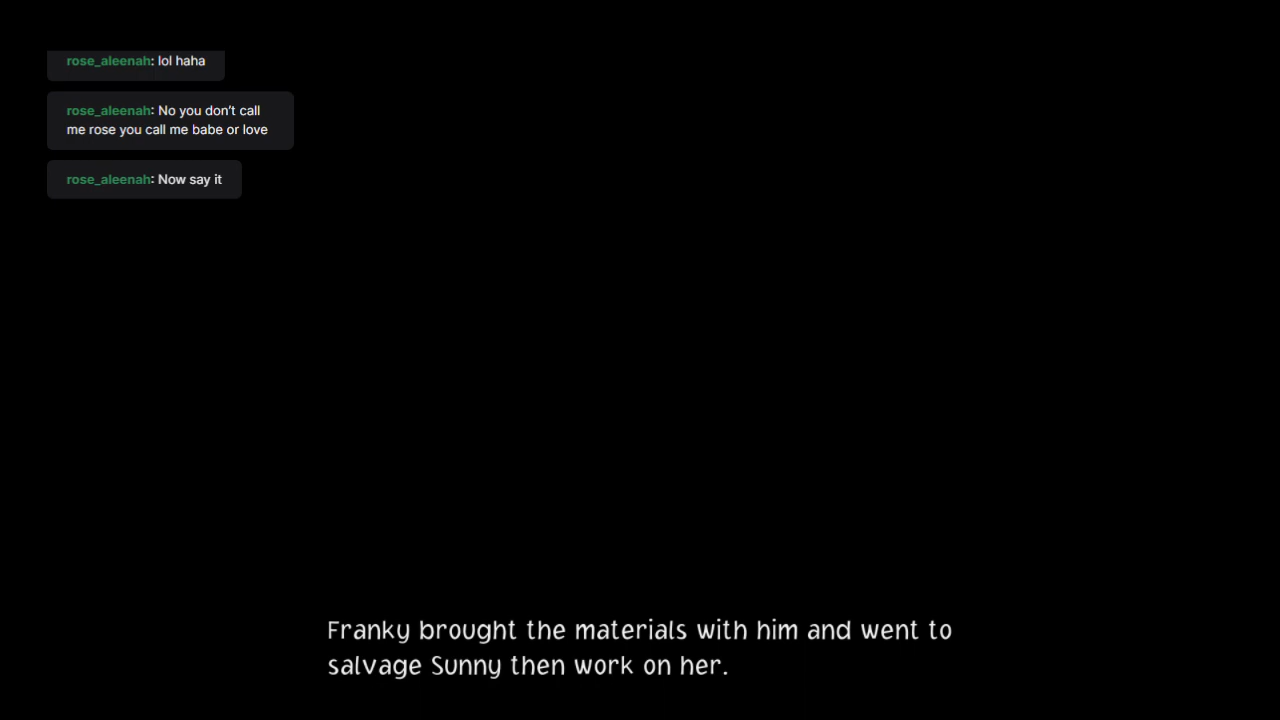 rose_aleenah: lol haha
rose_aleenah: No you don’t call
me rose you call me babe or love
rose_aleenah: Now say it
Franky brought the materials with him and went to
salvage Sunny then work on her.